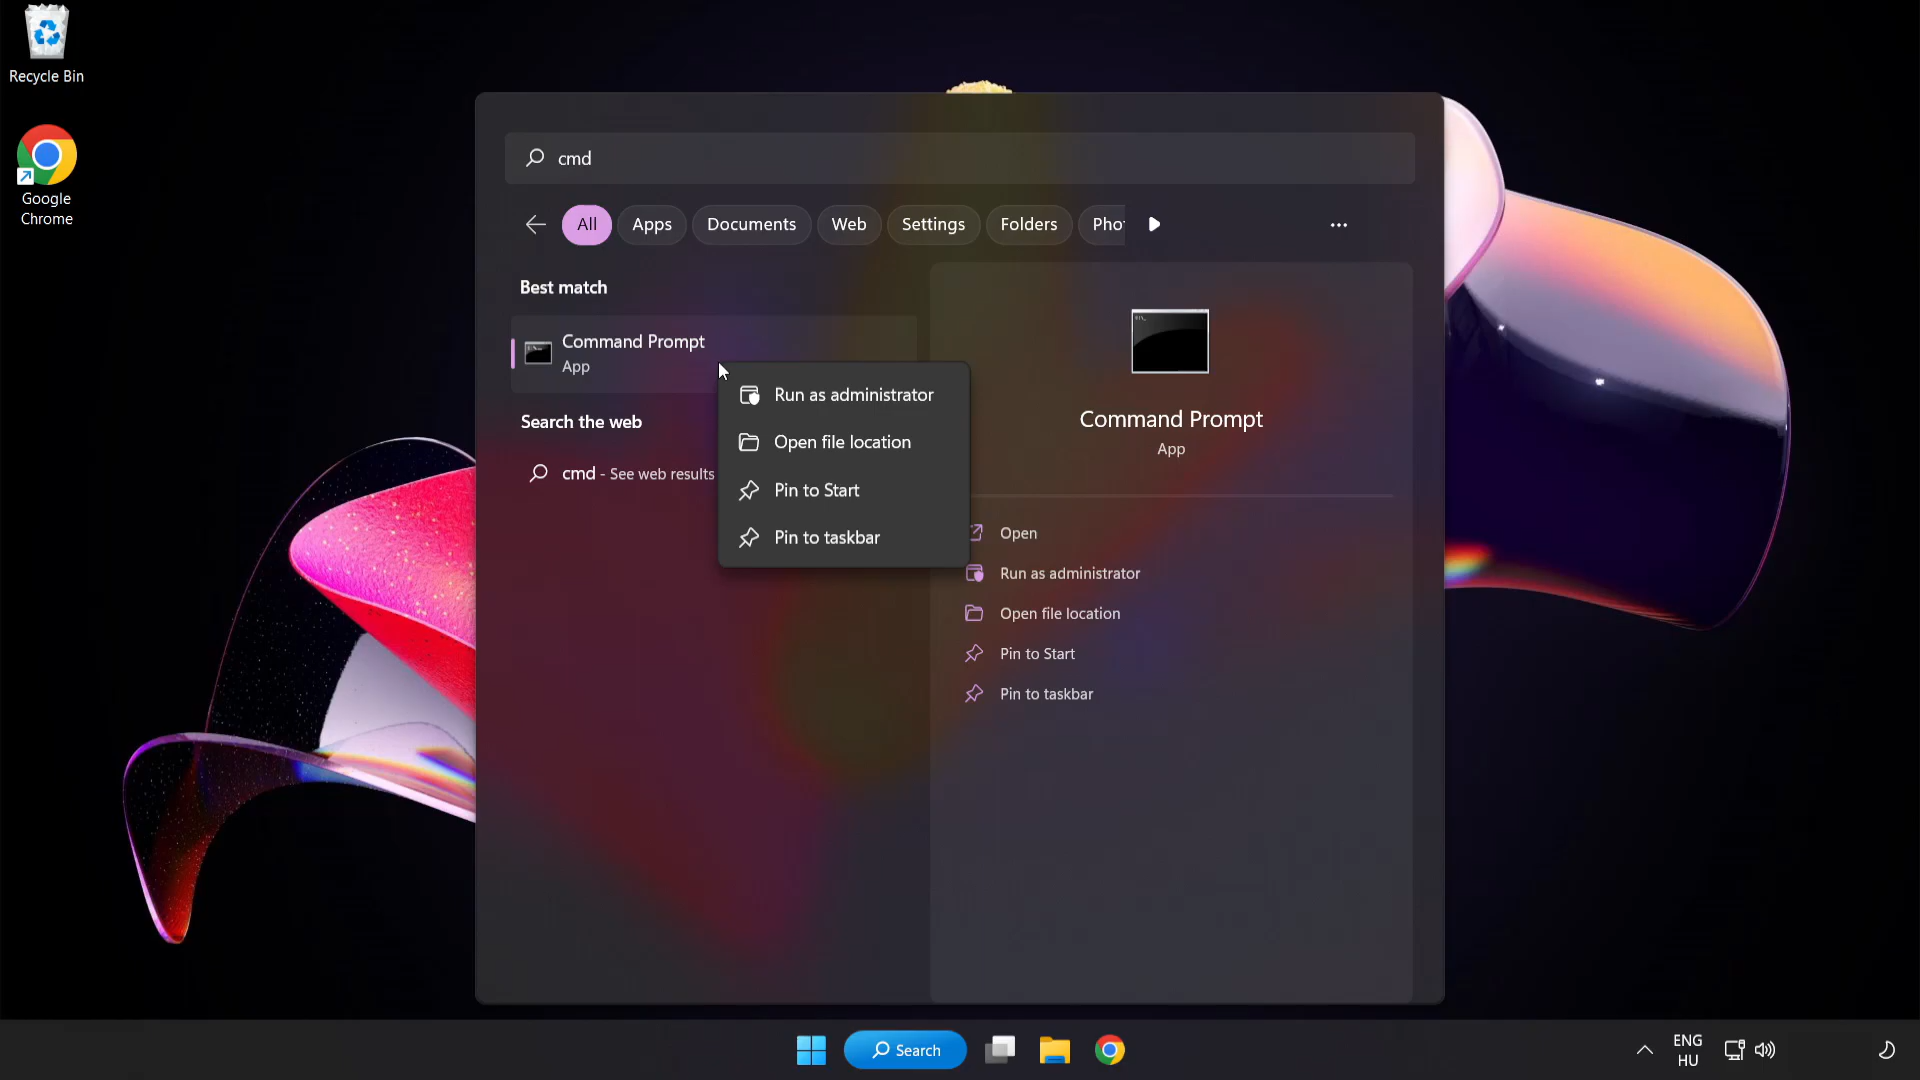 Recycle Bin
Google
Chrome
cmd
All
Apps
Documents
Web
Settings
Folders
Best match
Command Prompt
App
Search the web
cmd - See web results
Run as administrator
Open file location
Pin to Start
Pin to taskbar
Command Prompt
App
Open
Run as administrator
Open file location
Pin to Start
Pin to taskbar
Search
ENG
HU